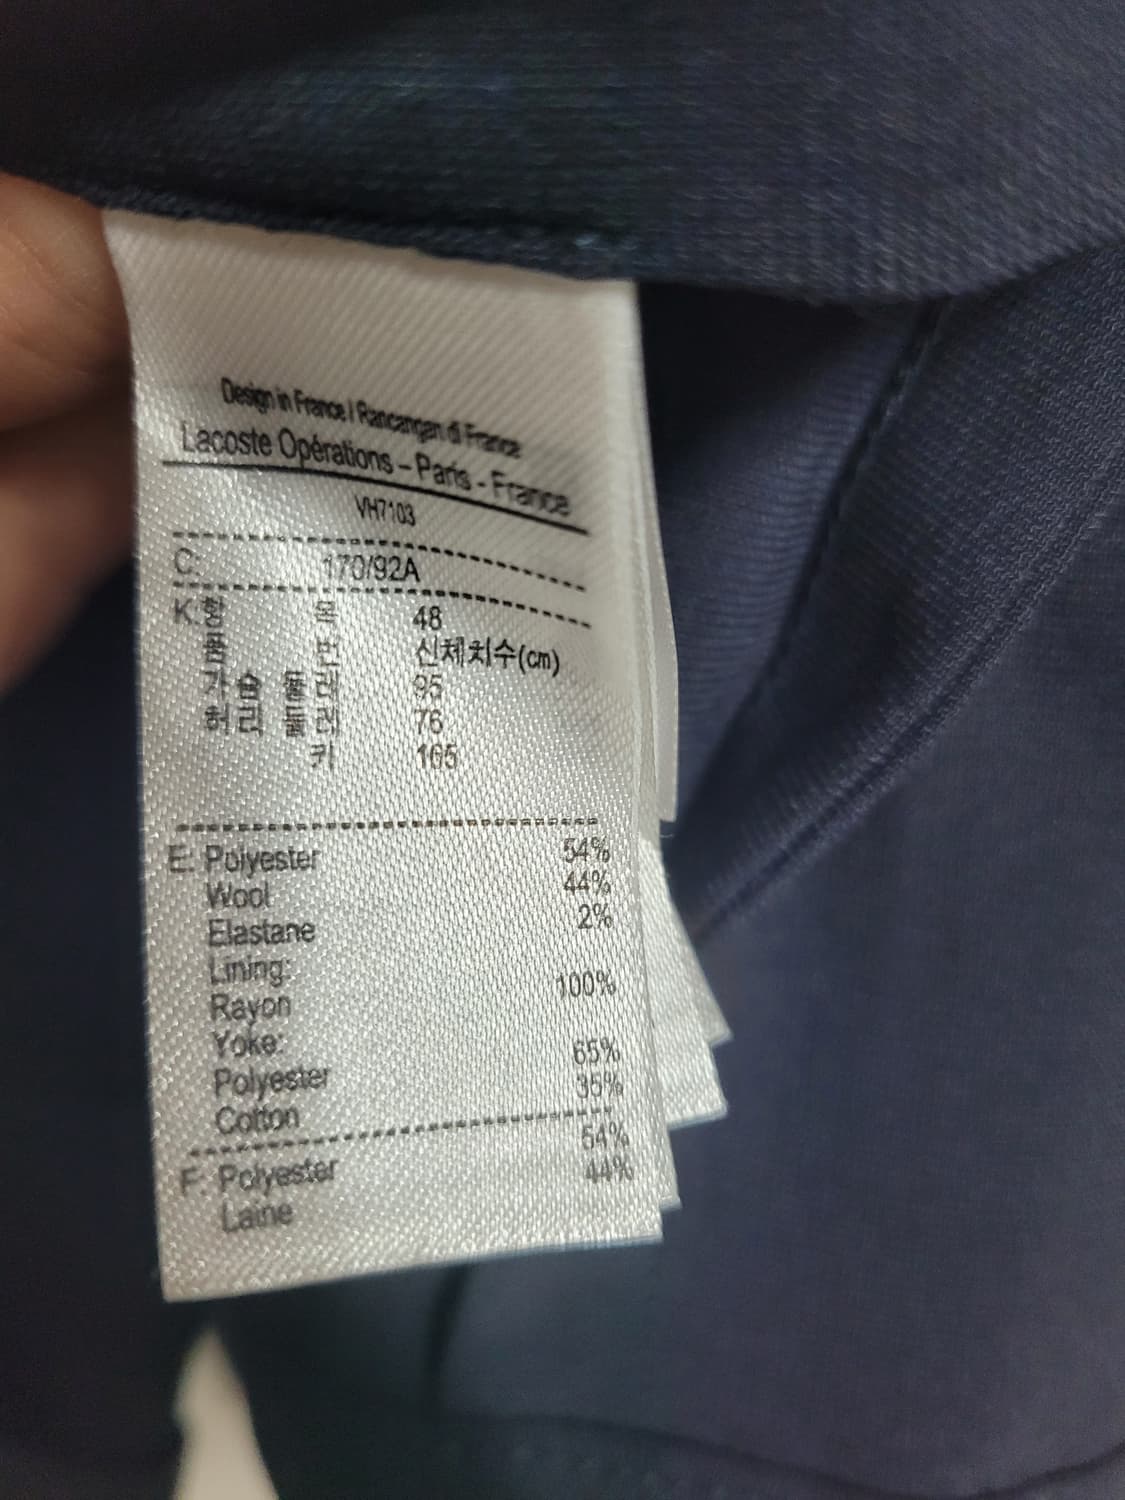 Design in France / Rancangan di France
Lacoste Opérations – Paris - France
VH7103
C: 170/92A
K: 항 목 48
품 번 신체치수(cm)
가 슴 둘 레 95
허 리 둘 레 76
키 165
E: Polyester 54%
Wool 44%
Elastane 2%
Lining:
Rayon 100%
Yoke:
Polyester 65%
Cotton 35%
F: Polyester 54%
Laine 44%